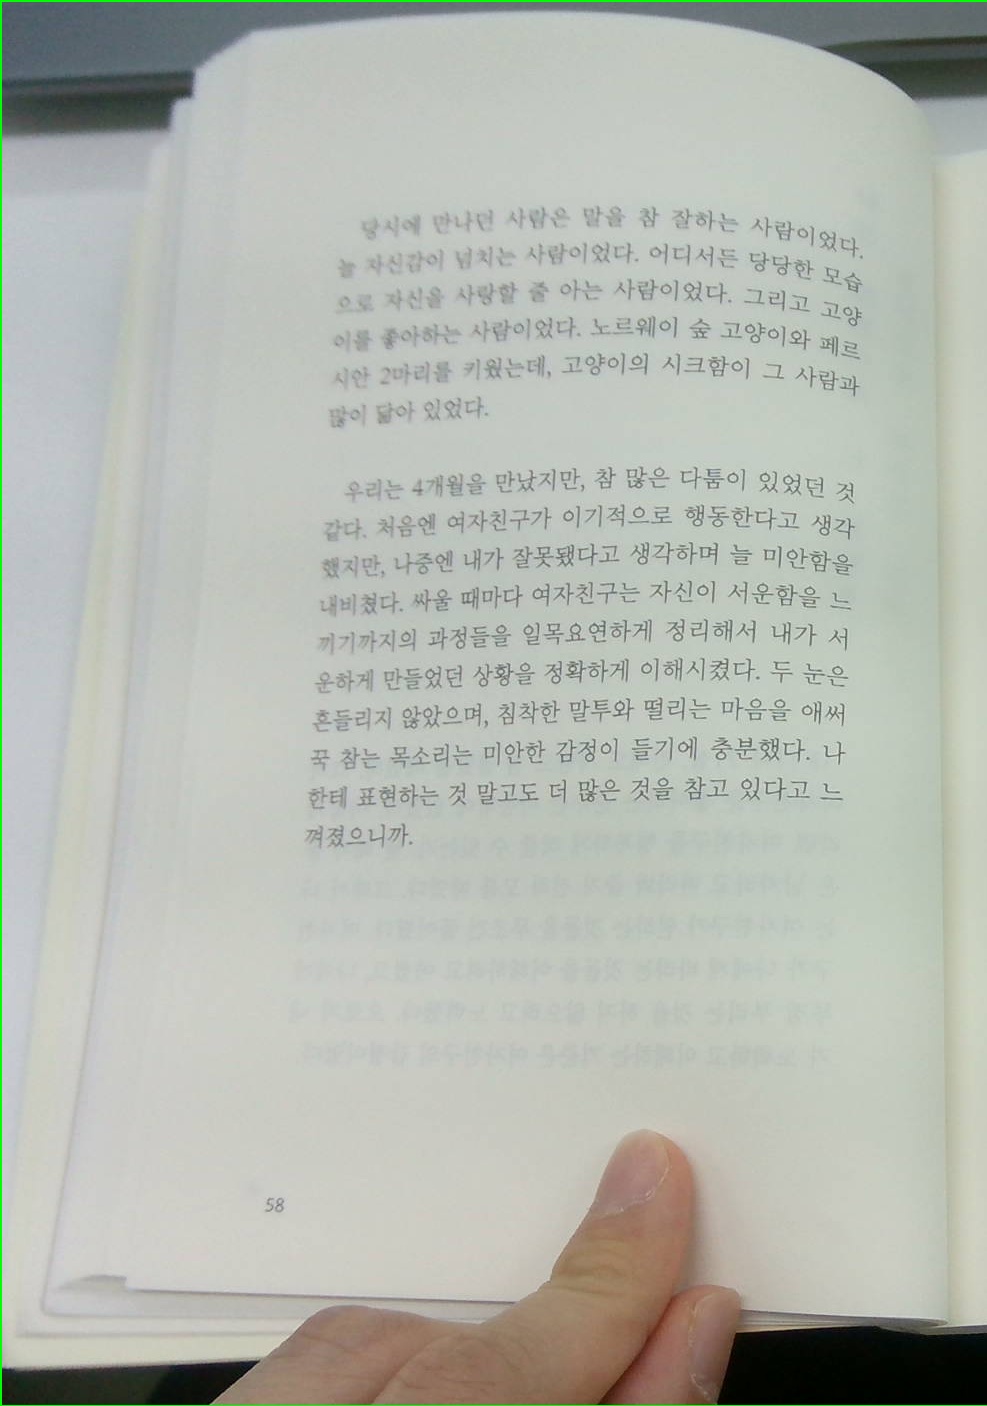 당시에 만나던 사람은 말을 참 잘하는 사람이었다.
늘 자신감이 넘치는 사람이었다. 어디서든 당당한 모습
으로 자신을 사랑할 줄 아는 사람이었다. 그리고 고양
이를 좋아하는 사람이었다. 노르웨이 숲 고양이와 페르
시안 2마리를 키웠는데, 고양이의 시크함이 그 사람과
많이 닮아 있었다.
우리는 4개월을 만났지만, 참 많은 다툼이 있었던 것
같다. 처음엔 여자친구가 이기적으로 행동한다고 생각
했지만, 나중엔 내가 잘못됐다고 생각하며 늘 미안함을
내비쳤다. 싸울 때마다 여자친구는 자신이 서운함을 느
끼기까지의 과정들을 일목요연하게 정리해서 내가 서
운하게 만들었던 상황을 정확하게 이해시켰다. 두 눈은
흔들리지 않았으며, 침착한 말투와 떨리는 마음을 애써
꾹 참는 목소리는 미안한 감정이 들기에 충분했다. 나
한테 표현하는 것 말고도 더 많은 것을 참고 있다고 느
껴졌으니까.
58